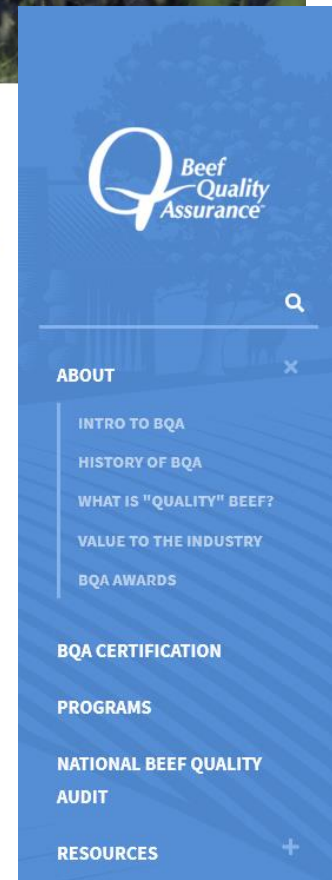 Beef
Quality
Assurance
ABOUT
INTRO TO BQA
HISTORY OF BQA
WHAT IS "QUALITY" BEEF?
VALUE TO THE INDUSTRY
BQA AWARDS
BQA CERTIFICATION
PROGRAMS
NATIONAL BEEF QUALITY
AUDIT
RESOURCES